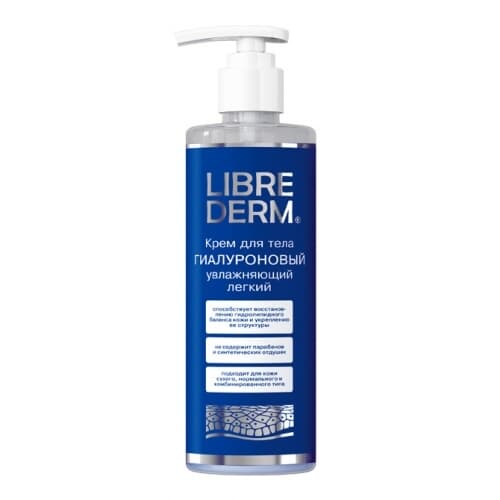 LIBRE
DERM®
Крем для тела
ГИАЛУРОНОВЫЙ
увлажняющий
легкий
способствует восстанов-
лению гидролипидного
баланса кожи и укреплению
ее структуры
не содержит парабенов
и синтетических отдушек
подходит для кожи
сухого, нормального и
комбинированного типа